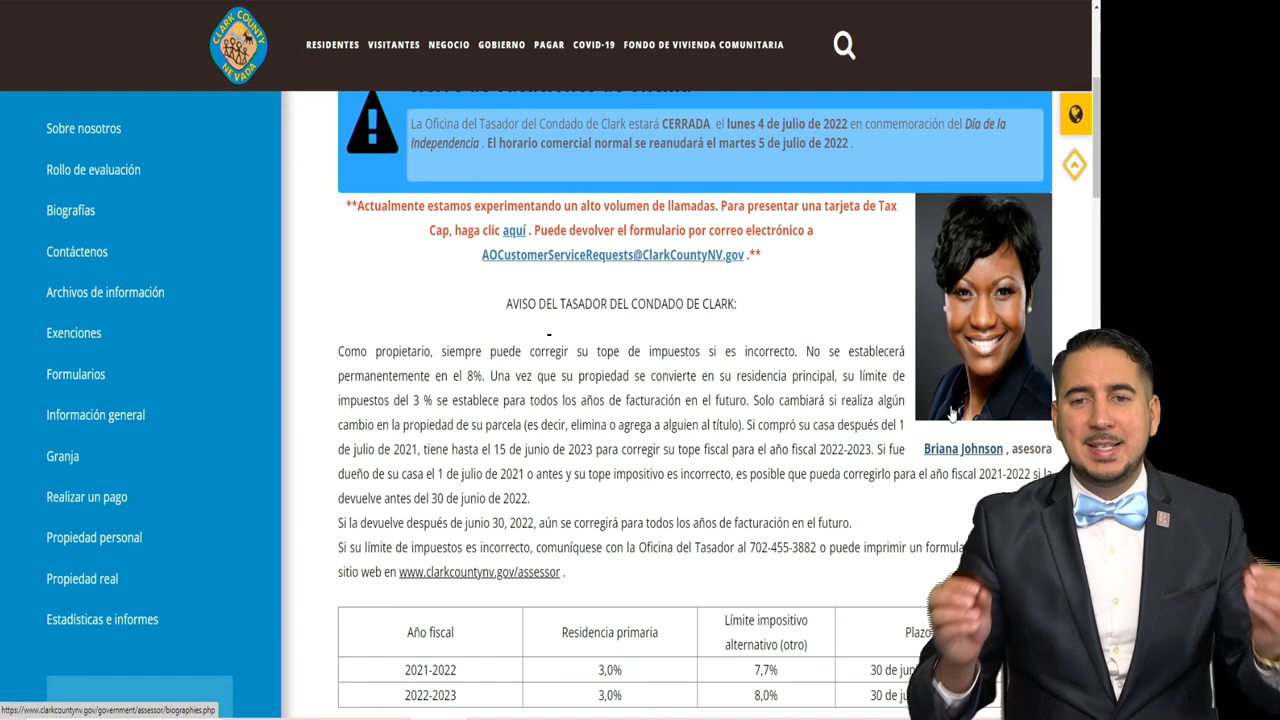 CLARK COUNTY
NEVADA
RESIDENTES VISITANTES NEGOCIO GOBIERNO PAGAR COVID-19 FONDO DE VIVIENDA COMUNITARIA
Sobre nosotros
Rollo de evaluación
Biografías
Contáctenos
Archivos de información
Exenciones
Formularios
Información general
Granja
Realizar un pago
Propiedad personal
Propiedad real
Estadísticas e informes
La Oficina del Tasador del Condado de Clark estará CERRADA el lunes 4 de julio de 2022 en conmemoración del Día de la
Independencia . El horario comercial normal se reanudará el martes 5 de julio de 2022 .
**Actualmente estamos experimentando un alto volumen de llamadas. Para presentar una tarjeta de Tax
Cap, haga clic aquí . Puede devolver el formulario por correo electrónico a
AOCustomerServiceRequests@ClarkCountyNV.gov .**
AVISO DEL TASADOR DEL CONDADO DE CLARK:
Como propietario, siempre puede corregir su tope de impuestos si es incorrecto. No se establecerá
permanentemente en el 8%. Una vez que su propiedad se convierte en su residencia principal, su límite de
impuestos del 3 % se establece para todos los años de facturación en el futuro. Solo cambiará si realiza algún
cambio en la propiedad de su parcela (es decir, elimina o agrega a alguien al título). Si compró su casa después del 1
de julio de 2021, tiene hasta el 15 de junio de 2023 para corregir su tope fiscal para el año fiscal 2022-2023. Si fue
dueño de su casa el 1 de julio de 2021 o antes y su tope impositivo es incorrecto, es posible que pueda corregirlo para el año fiscal 2021-2022 si la
devuelve antes del 30 de junio de 2022.
Si la devuelve después de junio 30, 2022, aún se corregirá para todos los años de facturación en el futuro.
Si su límite de impuestos es incorrecto, comuníquese con la Oficina del Tasador al 702-455-3882 o puede imprimir un
sitio web en www.clarkcountynv.gov/assessor .
Briana Johnson , asesora
Año fiscal Residencia primaria Límite impositivo alternativo (otro)
2021-2022 3,0% 7,7% 30 de
2022-2023 3,0% 8,0% 30 de
https://www.clarkcountynv.gov/government/assessor/biographies.php